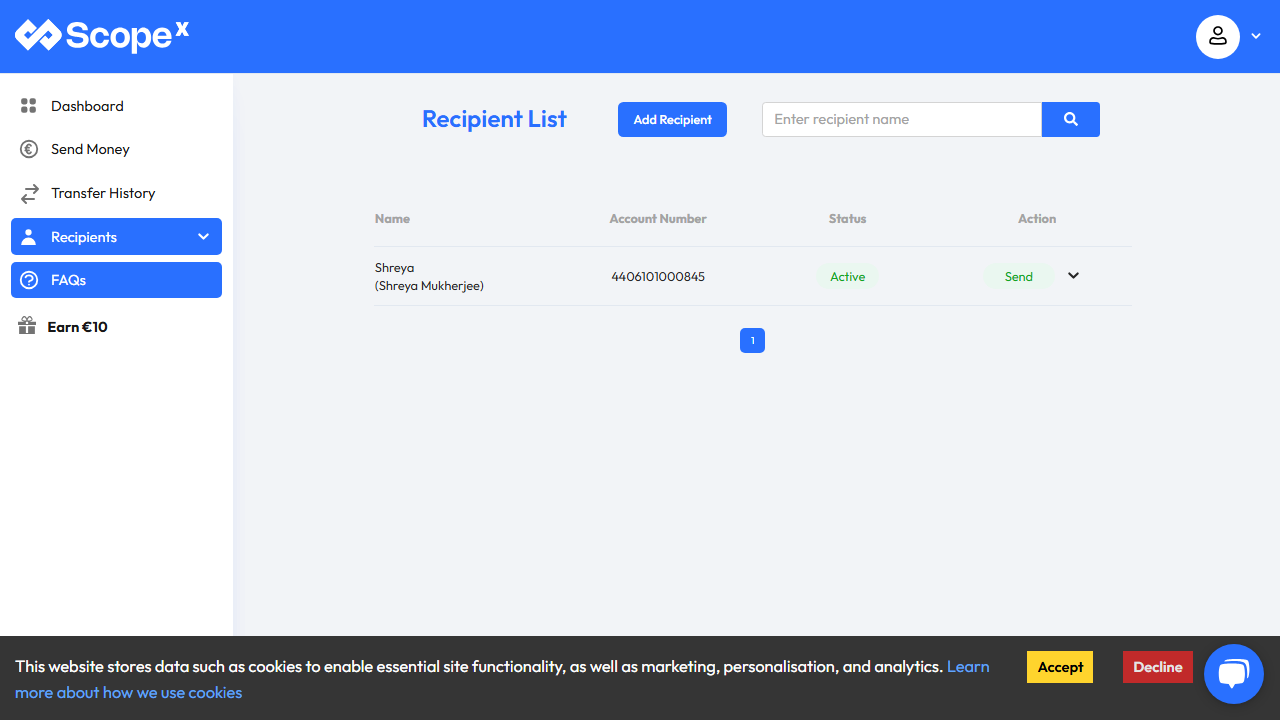 Scope x
Dashboard
Send Money
Transfer History
Recipients
FAQs
Earn €10
Recipient List
Add Recipient
Enter recipient name
Name Account Number Status Action
Shreya
(Shreya Mukherjee)
4406101000845 Active Send
1
This website stores data such as cookies to enable essential site functionality, as well as marketing, personalisation, and analytics. Learn
more about how we use cookies
Accept
Decline